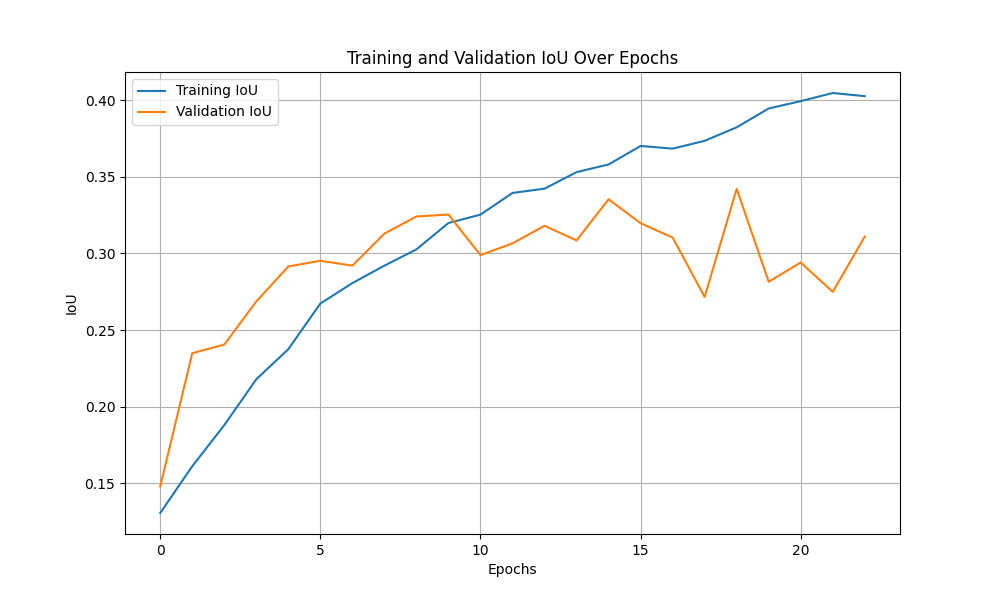 Training and Validation IoU Over Epochs
Training IoU
Validation IoU
0.40
0.35
0.30
0.25
0.20
0.15
IoU
0
5
10
15
20
Epochs